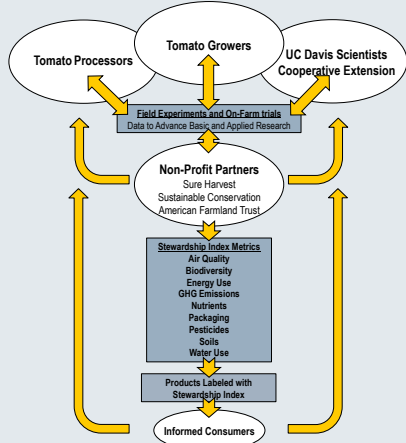 Tomato Growers
Tomato Processors
UC Davis Scientists
Cooperative Extension
Field Experiments and On-Farm trials
Data to Advance Basic and Applied Research
Non-Profit Partners
Sure Harvest
Sustainable Conservation
American Farmland Trust
Stewardship Index Metrics
Air Quality
Biodiversity
Energy Use
GHG Emissions
Nutrients
Packaging
Pesticides
Soils
Water Use
Products Labeled with
Stewardship Index
Informed Consumers